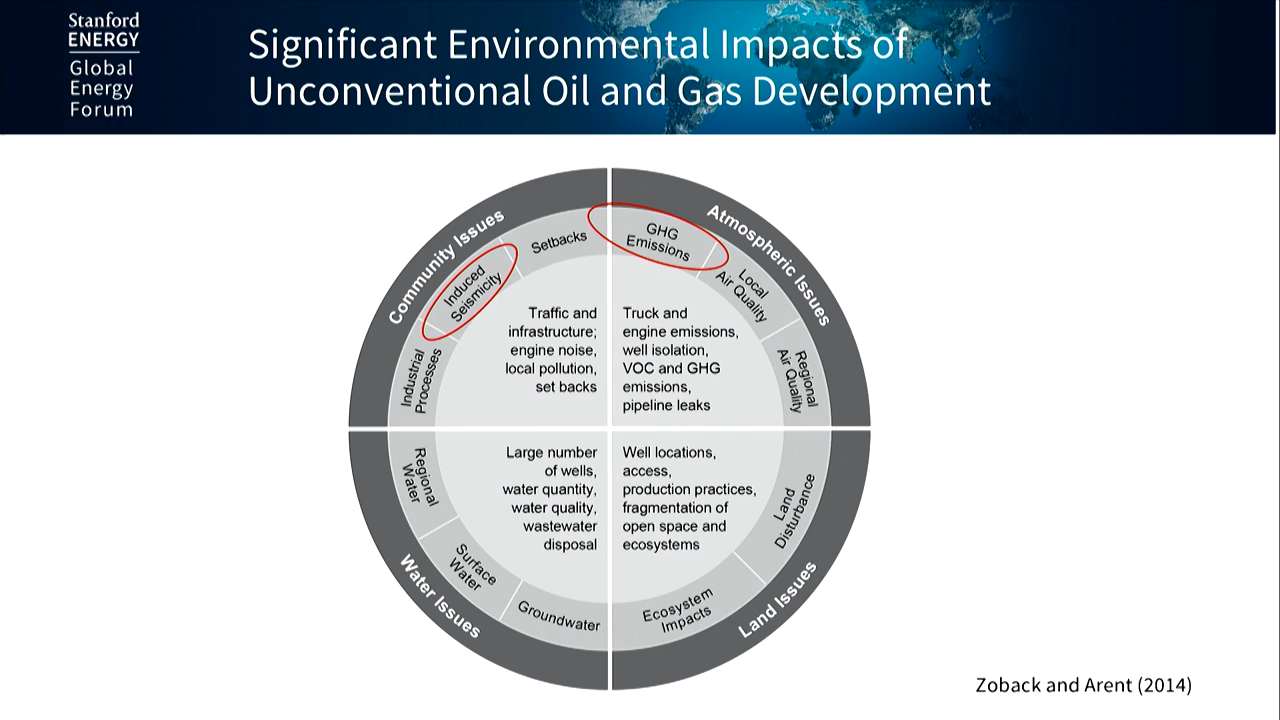 Stanford
ENERGY
Global
Energy
Forum
Significant Environmental Impacts of
Unconventional Oil and Gas Development
Community Issues
Industrial
Processes
Induced
Seismicity
Setbacks
Traffic and
infrastructure;
engine noise,
local pollution,
set backs
Atmospheric Issues
GHG
Emissions
Local
Air Quality
Regional
Air Quality
Truck and
engine emissions,
well isolation,
VOC and GHG
emissions,
pipeline leaks
Water Issues
Regional
Water
Surface
Water
Groundwater
Large number
of wells,
water quantity,
water quality,
wastewater
disposal
Land Issues
Land
Disturbance
Ecosystem
Impacts
Well locations,
access,
production practices,
fragmentation of
open space and
ecosystems
Zoback and Arent (2014)